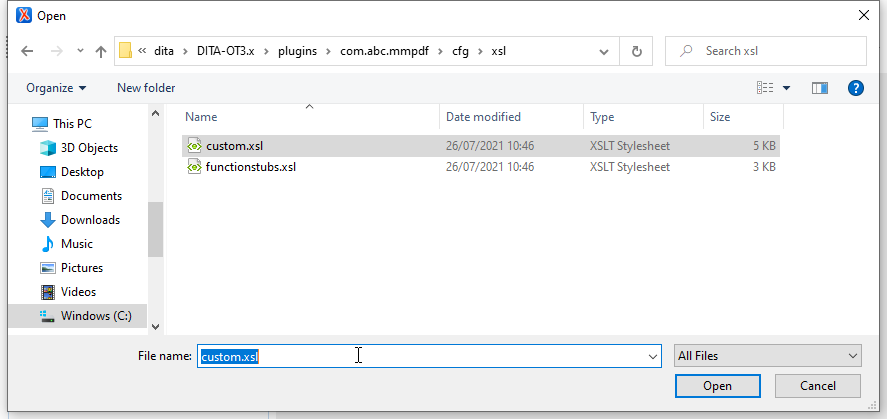 Open
« dita › DITA-OT3.x › plugins › com.abc.mmpdf › cfg › xsl
Search xsl
Organize
New folder
Name Date modified Type Size
custom.xsl 26/07/2021 10:46 XSLT Stylesheet 5 KB
functionstubs.xsl 26/07/2021 10:46 XSLT Stylesheet 3 KB
This PC
3D Objects
Desktop
Documents
Downloads
Music
Pictures
Videos
Windows (C:)
File name: custom.xsl All Files
Open Cancel